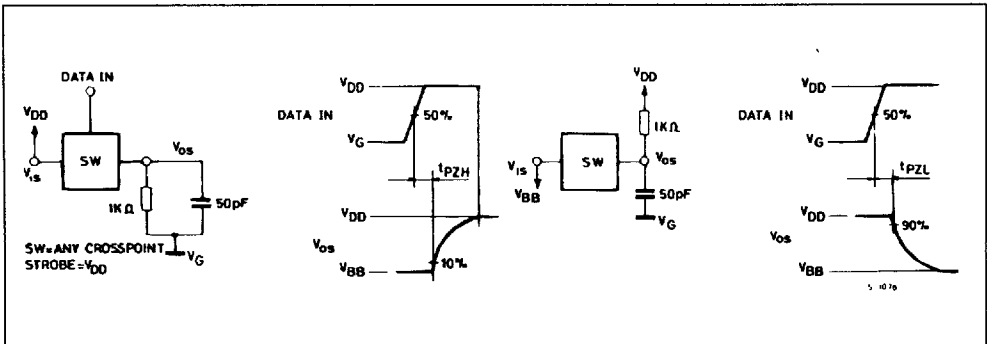 DATA IN
VDD
SW
VIS
VOS
1KΩ
50pF
VG
SW=ANY CROSSPOINT
STROBE=VDD
DATA IN
VDD
50%
VG
tPZH
VDD
VOS
10%
VBB
VDD
1KΩ
SW
VIS
VOS
VBB
50pF
VG
DATA IN
VDD
50%
VG
tPZL
VDD
90%
VOS
VBB